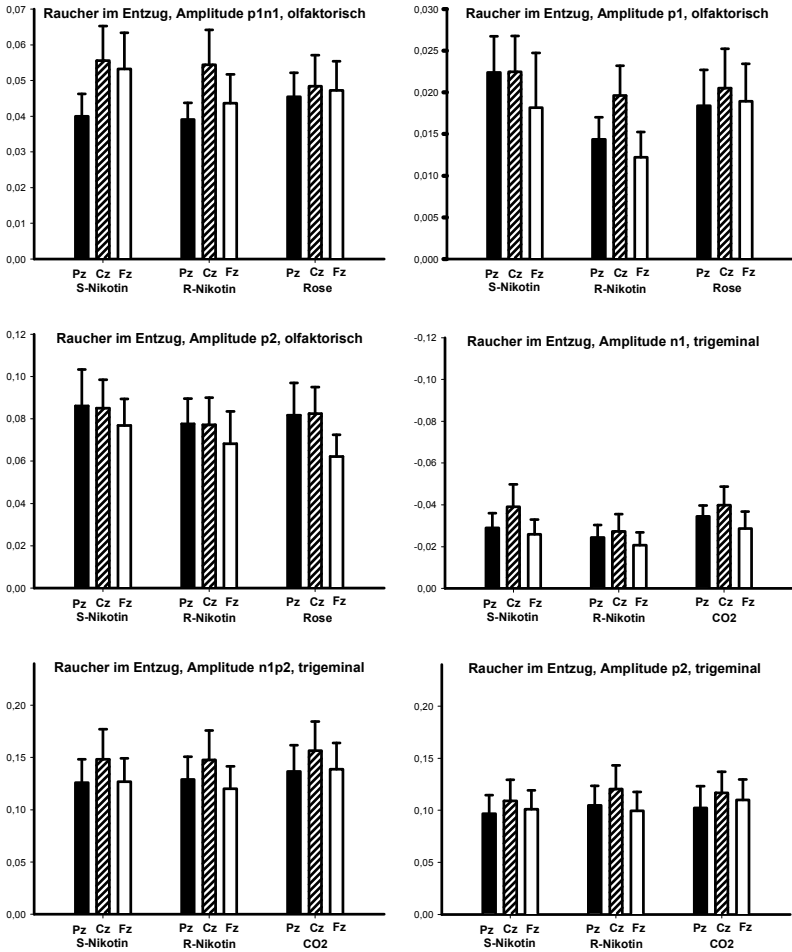 Raucher im Entzug, Amplitude p1n1, olfaktorisch
0,07
0,06
0,05
0,04
0,03
0,02
0,01
0,00
Pz Cz Fz Pz Cz Fz Pz Cz Fz
S-Nikotin R-Nikotin Rose
Raucher im Entzug, Amplitude p1, olfaktorisch
0,030
0,025
0,020
0,015
0,010
0,005
0,000
Pz Cz Fz Pz Cz Fz Pz Cz Fz
S-Nikotin R-Nikotin Rose
Raucher im Entzug, Amplitude p2, olfaktorisch
0,12
0,10
0,08
0,06
0,04
0,02
0,00
Pz Cz Fz Pz Cz Fz Pz Cz Fz
S-Nikotin R-Nikotin Rose
Raucher im Entzug, Amplitude n1, trigeminal
-0,12
-0,10
-0,08
-0,06
-0,04
-0,02
0,00
Pz Cz Fz Pz Cz Fz Pz Cz Fz
S-Nikotin R-Nikotin CO2
Raucher im Entzug, Amplitude n1p2, trigeminal
0,20
0,15
0,10
0,05
0,00
Pz Cz Fz Pz Cz Fz Pz Cz Fz
S-Nikotin R-Nikotin CO2
Raucher im Entzug, Amplitude p2, trigeminal
0,20
0,15
0,10
0,05
0,00
Pz Cz Fz Pz Cz Fz Pz Cz Fz
S-Nikotin R-Nikotin CO2